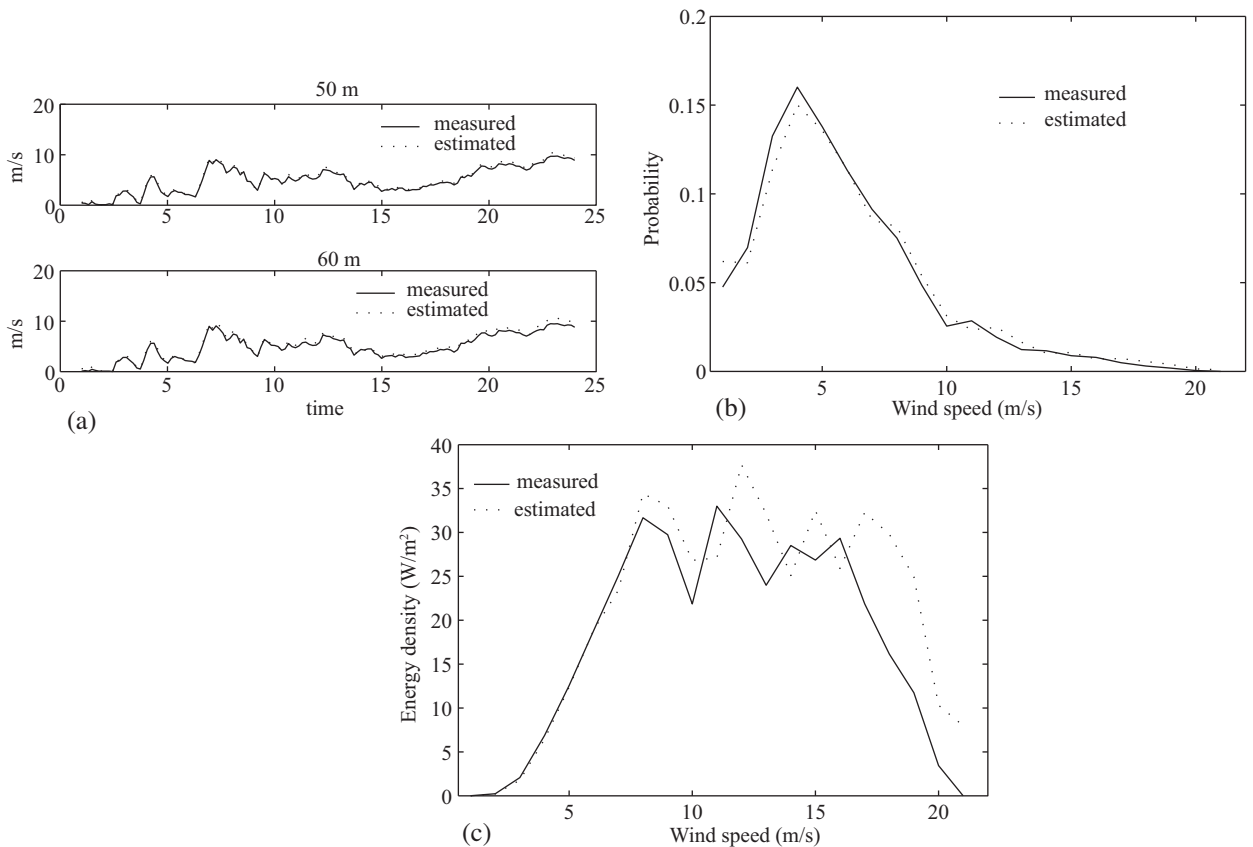 50 m
20
10
0
m/s
measured
estimated
0 5 10 15 20 25
60 m
20
10
0
m/s
measured
estimated
0 5 10 15 20 25
time
(a)
0.2
0.15
0.1
0.05
0
Probability
measured
estimated
5 10 15 20
Wind speed (m/s)
(b)
40
35
30
25
20
15
10
5
0
Energy density (W/m²)
measured
estimated
5 10 15 20
Wind speed (m/s)
(c)